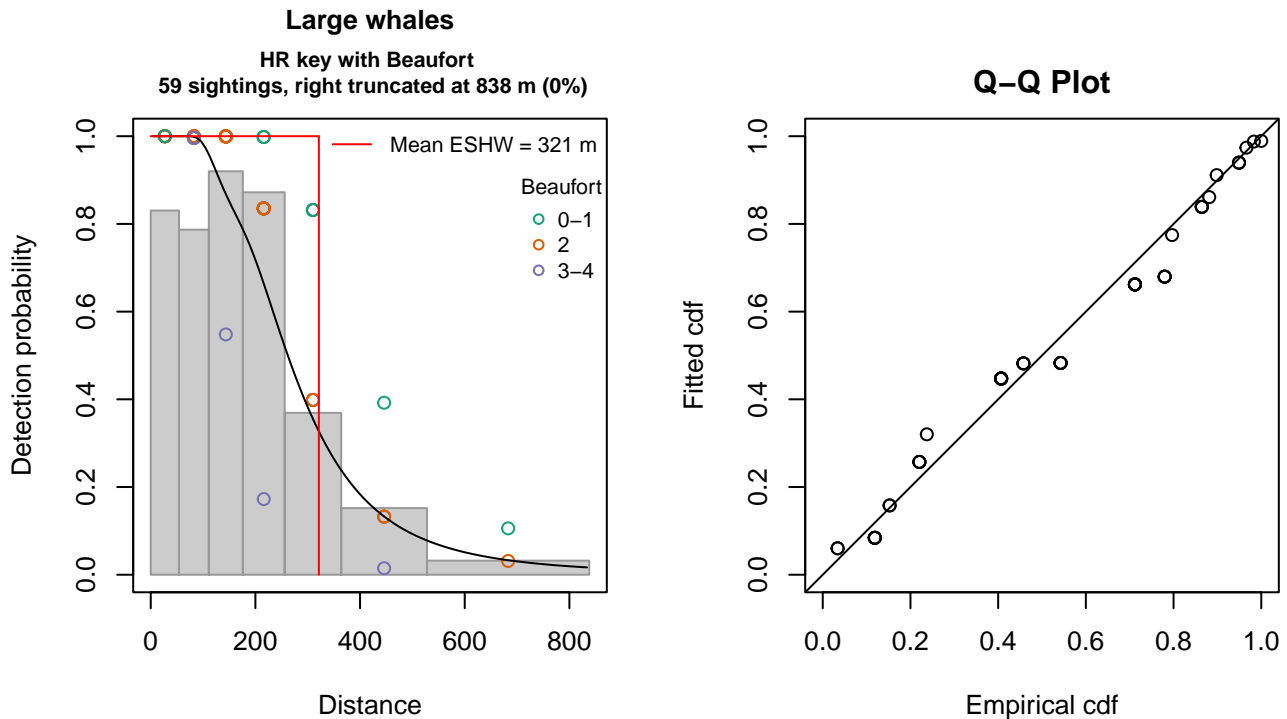 Large whales
HR key with Beaufort
59 sightings, right truncated at 838 m (0%)
Mean ESHW = 321 m
Beaufort
0−1
2
3−4
Detection probability
0.0 0.2 0.4 0.6 0.8 1.0
0 200 400 600 800
Distance
Q−Q Plot
Fitted cdf
0.0 0.2 0.4 0.6 0.8 1.0
0.0 0.2 0.4 0.6 0.8 1.0
Empirical cdf